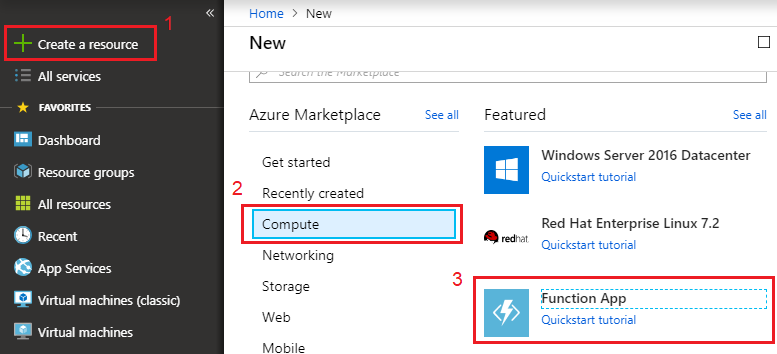 «
1
Create a resource
All services
FAVORITES
Dashboard
Resource groups
All resources
Recent
App Services
Virtual machines (classic)
Virtual machines
Home > New
New
Search the Marketplace
Azure Marketplace See all
Get started
Recently created
2
Compute
Networking
Storage
Web
Mobile
Featured See all
Windows Server 2016 Datacenter
Quickstart tutorial
redhat.
Red Hat Enterprise Linux 7.2
Quickstart tutorial
3
Function App
Quickstart tutorial